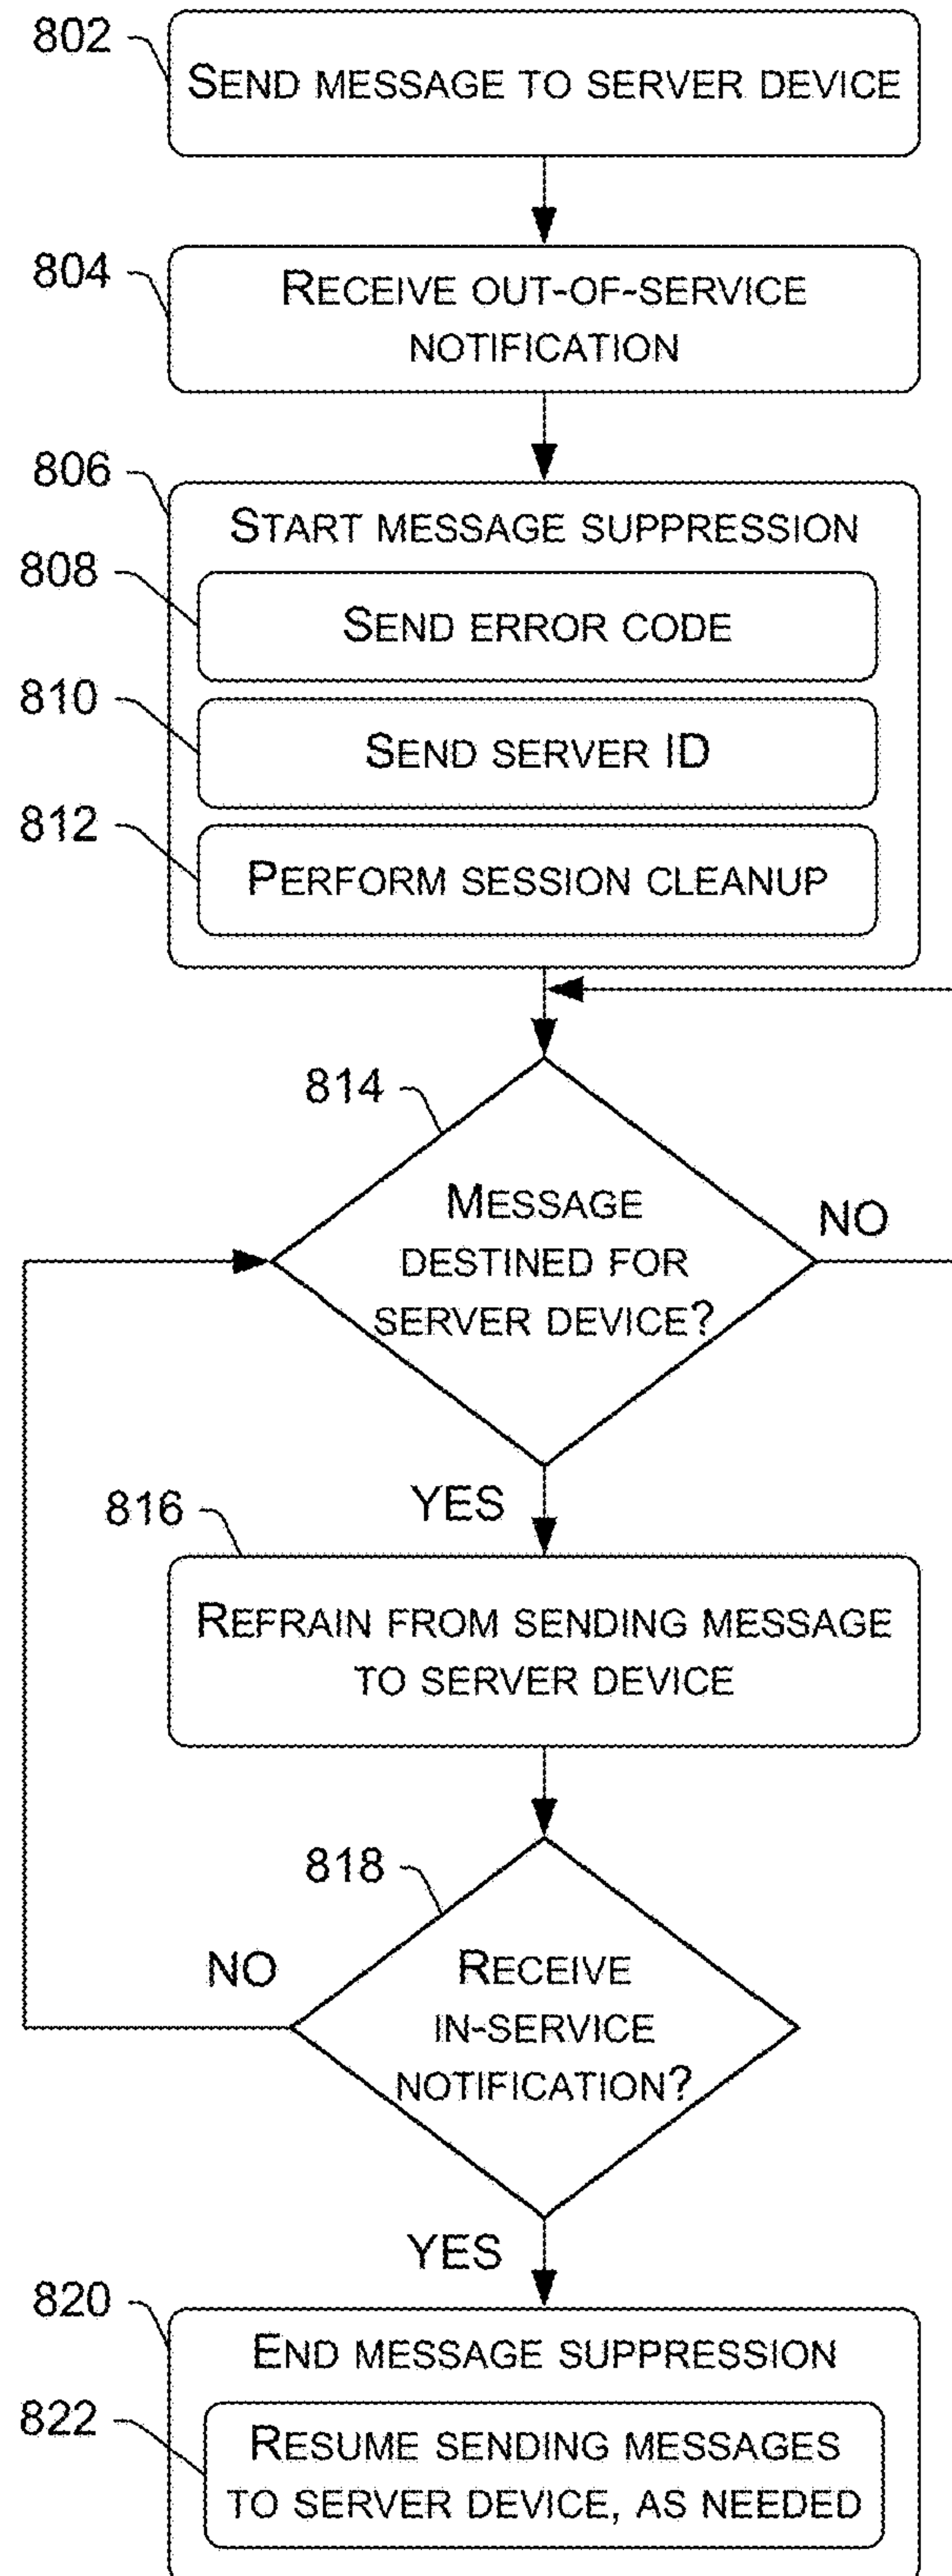 802
SEND MESSAGE TO SERVER DEVICE
804
RECEIVE OUT-OF-SERVICE
NOTIFICATION
806
START MESSAGE SUPPRESSION
808
SEND ERROR CODE
810
SEND SERVER ID
812
PERFORM SESSION CLEANUP
814
MESSAGE
DESTINED FOR
SERVER DEVICE?
NO
YES
816
REFRAIN FROM SENDING MESSAGE
TO SERVER DEVICE
818
RECEIVE
IN-SERVICE
NOTIFICATION?
NO
YES
820
END MESSAGE SUPPRESSION
822
RESUME SENDING MESSAGES
TO SERVER DEVICE, AS NEEDED